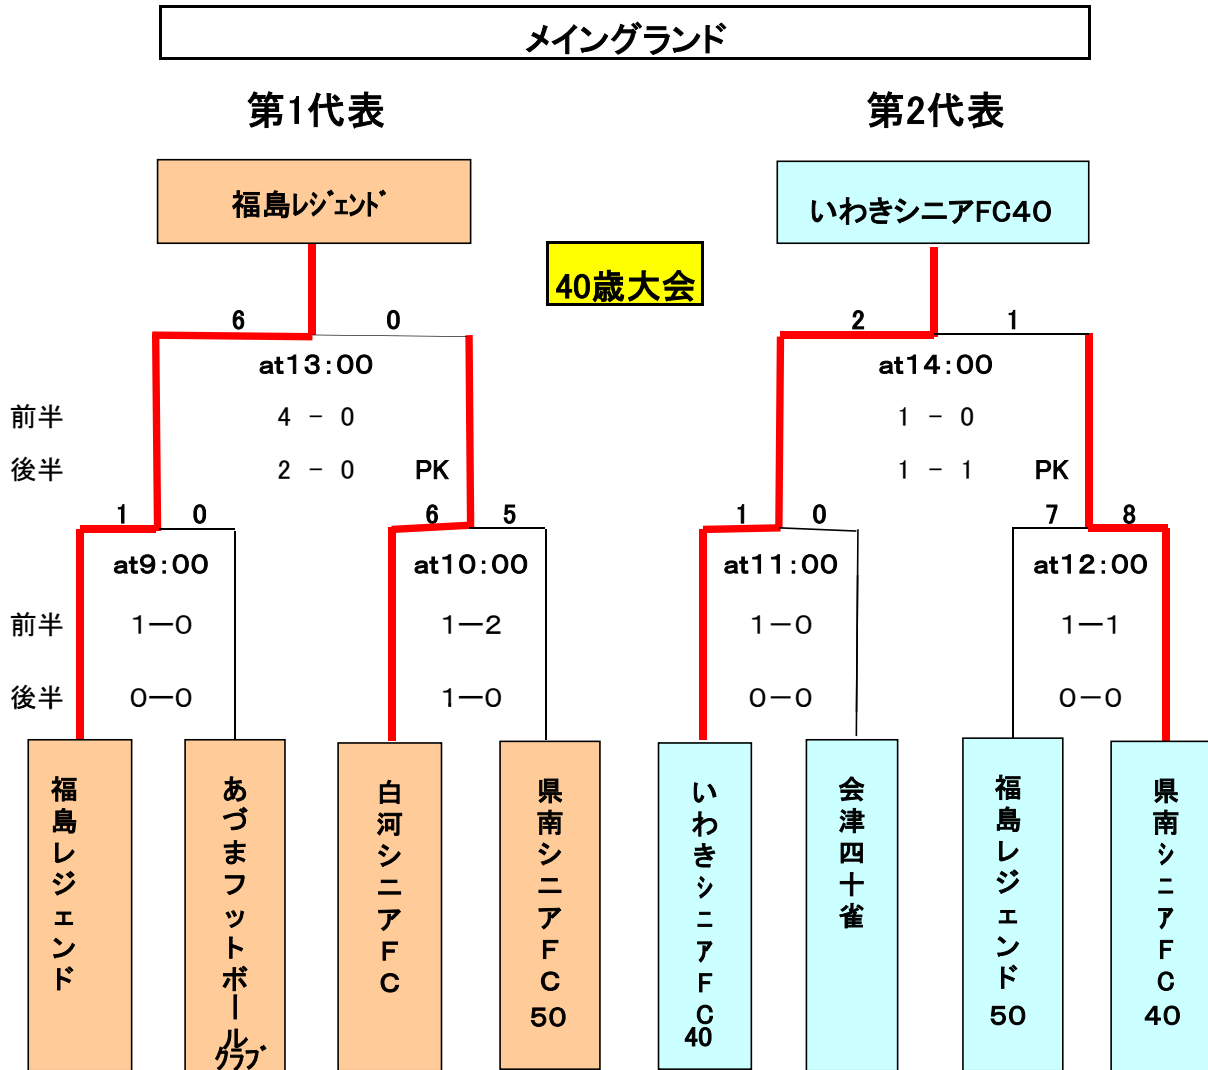 メイングランド
第1代表 第2代表
福島ﾚｼﾞｪﾝﾄﾞ いわきシニアFC40
40歳大会
6 0 2 1
at13:00 at14:00
前半 4 － 0 1 － 0
後半 2 － 0 PK 1 － 1 PK
1 0 6 5 1 0 7 8
at9:00 at10:00 at11:00 at12:00
前半 1ー0 1ー2 1－0 1ー1
後半 0ー0 1ー0 0－0 0－0
福島レジェンド
あづまフットボールｸﾗﾌﾞ
白河シニアFC
県南シニアFC50
いわきｼﾆｱFC40
会津四十雀
福島レジェンド50
県南ｼﾆｱFC40